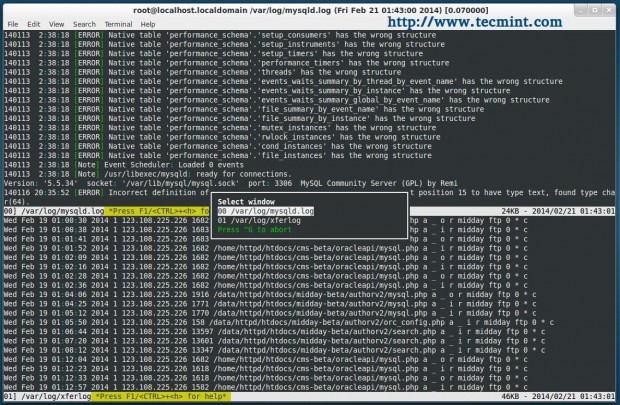 root@localhost.localdomain /var/log/mysqld.log (Fri Feb 21 01:43:00 2014) [0.070000]
http://www.tecmint.com
File Edit View Search Terminal Help
140113 2:38:18 [ERROR] Native table 'performance_schema'.'setup_consumers' has the wrong structure
140113 2:38:18 [ERROR] Native table 'performance_schema'.'setup_instruments' has the wrong structure
140113 2:38:18 [ERROR] Native table 'performance_schema'.'setup_timers' has the wrong structure
140113 2:38:18 [ERROR] Native table 'performance_schema'.'performance_timers' has the wrong structure
140113 2:38:18 [ERROR] Native table 'performance_schema'.'threads' has the wrong structure
140113 2:38:18 [ERROR] Native table 'performance_schema'.'events_waits_summary_by_thread_by_event_name' has the wrong structure
140113 2:38:18 [ERROR] Native table 'performance_schema'.'events_waits_summary_by_instance' has the wrong structure
140113 2:38:18 [ERROR] Native table 'performance_schema'.'events_waits_summary_global_by_event_name' has the wrong structure
140113 2:38:18 [ERROR] Native table 'performance_schema'.'file_summary_by_event_name' has the wrong structure
140113 2:38:18 [ERROR] Native table 'performance_schema'.'file_summary_by_instance' has the wrong structure
140113 2:38:18 [ERROR] Native table 'performance_schema'.'mutex_instances' has the wrong structure
140113 2:38:18 [ERROR] Native table 'performance_schema'.'rwlock_instances' has the wrong structure
140113 2:38:18 [ERROR] Native table 'performance_schema'.'cond_instances' has the wrong structure
140113 2:38:18 [ERROR] Native table 'performance_schema'.'file_instances' has the wrong structure
140113 2:38:18 [Note] Event Scheduler: Loaded 0 events
140113 2:38:18 [Note] /usr/libexec/mysqld: ready for connections.
Version: '5.5.34' socket: '/var/lib/mysql/mysql.sock' port: 3306 MySQL Community Server (GPL) by Remi
140116 20:35:52 [ERROR] Incorrect definition of t position 15 to have type text, found type cha
r(64).
Select window
00 /var/log/mysqld.log
01 /var/log/xferlog
Press ^G to abort
00] /var/log/mysqld.log *Press F1/<CTRL>+<h> fo 24KB - 2014/02/21 01:43:01
Wed Feb 19 01:00:30 2014 1 123.108.225.226 1682 mysql.php a _ o r midday ftp 0 * c
Wed Feb 19 01:00:38 2014 1 123.108.225.226 1683 mysql.php a _ i r midday ftp 0 * c
Wed Feb 19 01:00:41 2014 1 123.108.225.226 1683 mysql.php a _ i r midday ftp 0 * c
Wed Feb 19 01:01:52 2014 1 123.108.225.226 1682 /home/httpd/htdocs/cms-beta/oracleapi/mysql.php a _ o r midday ftp 0 * c
Wed Feb 19 01:02:09 2014 1 123.108.225.226 1682 /home/httpd/htdocs/cms-beta/oracleapi/mysql.php a _ o r midday ftp 0 * c
Wed Feb 19 01:02:16 2014 1 123.108.225.226 1682 /home/httpd/htdocs/cms-beta/oracleapi/mysql.php a _ i r midday ftp 0 * c
Wed Feb 19 01:02:28 2014 1 123.108.225.226 1682 /home/httpd/htdocs/cms-beta/oracleapi/mysql.php a _ o r midday ftp 0 * c
Wed Feb 19 01:02:36 2014 1 123.108.225.226 1682 /home/httpd/htdocs/cms-beta/oracleapi/mysql.php a _ i r midday ftp 0 * c
Wed Feb 19 01:04:06 2014 1 123.108.225.226 1916 /data/httpd/htdocs/midday-beta/authorv2/mysql.php a _ o r midday ftp 0 * c
Wed Feb 19 01:04:25 2014 1 123.108.225.226 1771 /data/httpd/htdocs/midday-beta/authorv2/mysql.php a _ i r midday ftp 0 * c
Wed Feb 19 01:05:12 2014 1 123.108.225.226 1770 /data/httpd/htdocs/midday-beta/authorv2/mysql.php a _ i r midday ftp 0 * c
Wed Feb 19 01:05:50 2014 1 123.108.225.226 158 /data/httpd/htdocs/midday-beta/authorv2/orc_config.php a _ i r midday ftp 0 * c
Wed Feb 19 01:06:44 2014 1 123.108.225.226 13597 /data/httpd/htdocs/midday-beta/authorv2/search.php a _ i r midday ftp 0 * c
Wed Feb 19 01:07:20 2014 1 123.108.225.226 13601 /data/httpd/htdocs/midday-beta/authorv2/search.php a _ i r midday ftp 0 * c
Wed Feb 19 01:08:12 2014 1 123.108.225.226 13347 /data/httpd/htdocs/midday-beta/authorv2/search.php a _ i r midday ftp 0 * c
Wed Feb 19 01:12:04 2014 1 123.108.225.226 1682 /home/httpd/htdocs/cms-beta/oracleapi/mysql.php a _ o r midday ftp 0 * c
Wed Feb 19 01:12:23 2014 1 123.108.225.226 1618 /home/httpd/htdocs/cms-beta/oracleapi/mysql.php a _ i r midday ftp 0 * c
Wed Feb 19 01:12:33 2014 1 123.108.225.226 1618 /home/httpd/htdocs/cms-beta/oracleapi/mysql.php a _ o r midday ftp 0 * c
Wed Feb 19 01:12:57 2014 1 123.108.225.226 1582 /home/httpd/htdocs/cms-beta/oracleapi/mysql.php a _ i r midday ftp 0 * c
01] /var/log/xferlog *Press F1/<CTRL>+<h> for help* 46KB - 2014/02/21 01:43:01